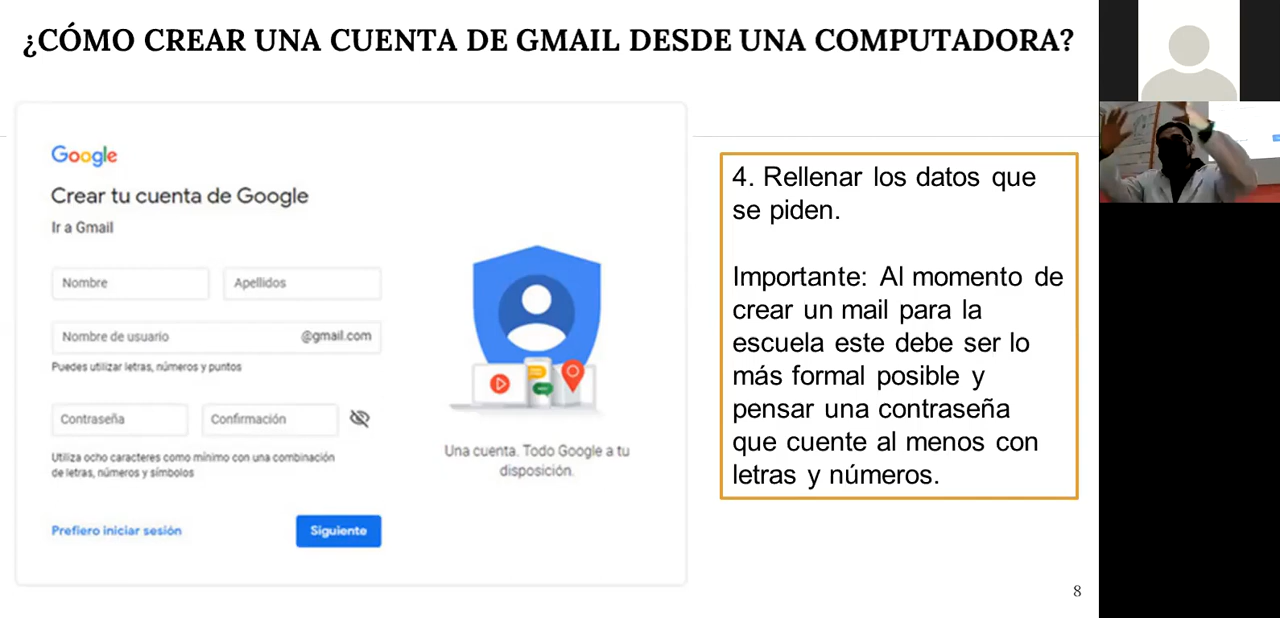 ¿CÓMO CREAR UNA CUENTA DE GMAIL DESDE UNA COMPUTADORA?
Google
Crear tu cuenta de Google
Ir a Gmail
Nombre
Apellidos
Nombre de usuario
@gmail.com
Puedes utilizar letras, números y puntos
Contraseña
Confirmación
Utiliza ocho caracteres como mínimo con una combinación
de letras, números y símbolos
Prefiero iniciar sesión
Siguiente
Una cuenta. Todo Google a tu
disposición.
4. Rellenar los datos que
se piden.
Importante: Al momento de
crear un mail para la
escuela este debe ser lo
más formal posible y
pensar una contraseña
que cuente al menos con
letras y números.
8